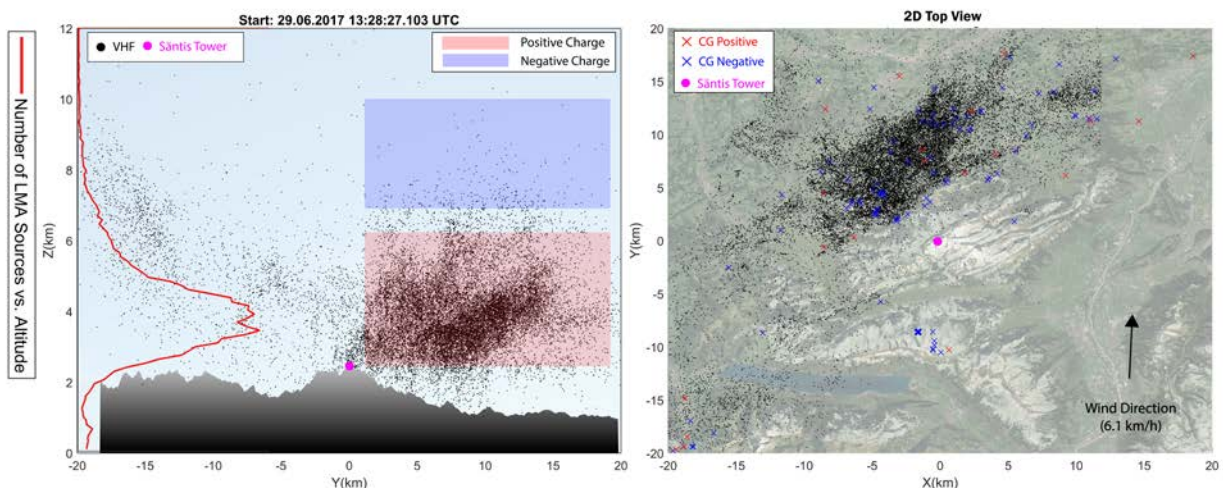 Start: 29.06.2017 13:28:27.103 UTC
VHF
Säntis Tower
Positive Charge
Negative Charge
Number of LMA Sources vs. Altitude
Z(km)
12
10
8
6
4
2
0
-20
-15
-10
-5
0
5
10
15
20
Y(km)
2D Top View
CG Positive
CG Negative
Säntis Tower
Y(km)
20
15
10
5
0
-5
-10
-15
-20
Wind Direction
(6.1 km/h)
-20
-15
-10
-5
0
5
10
15
20
X(km)